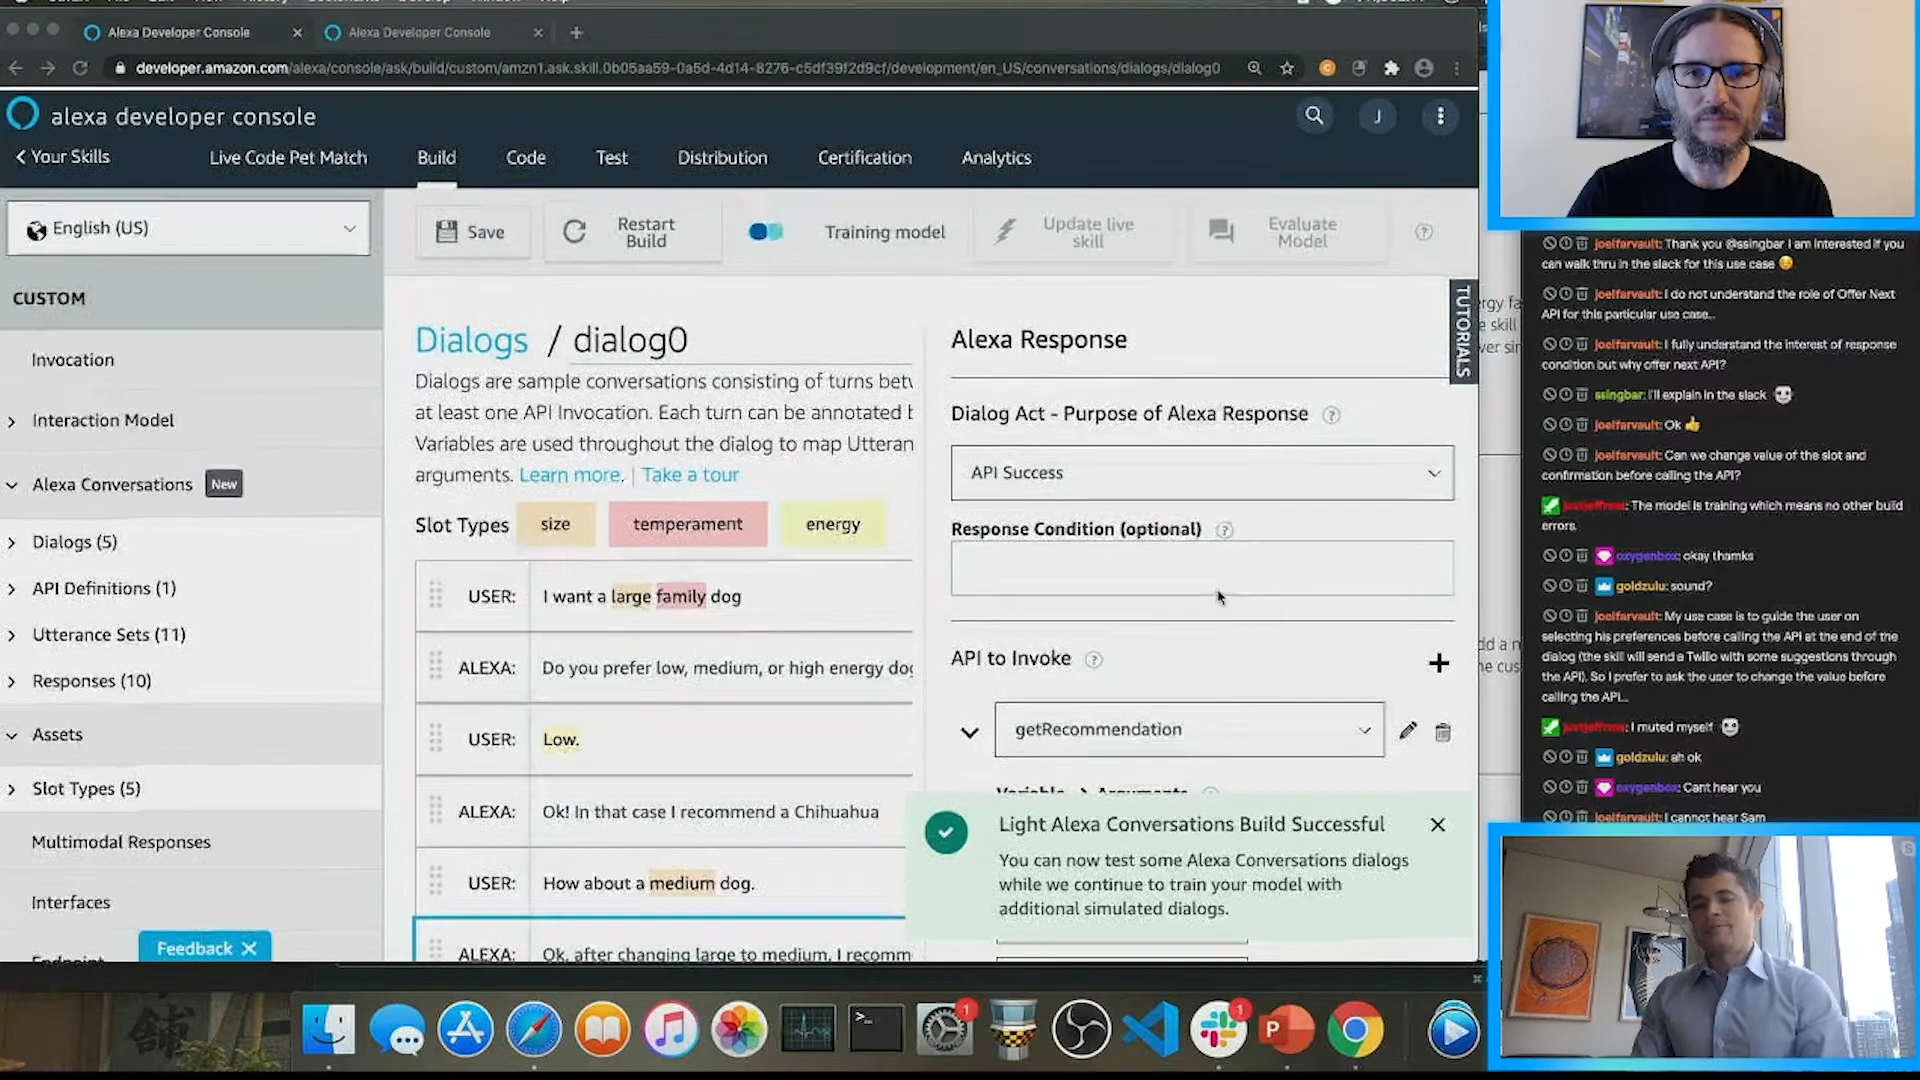 Alexa Developer Console
Alexa Developer Console
developer.amazon.com/alexa/console/ask/build/custom/amzn1.ask.skill.0b05aa59-0a5d-4d14-8276-c5df39f2d9cf/development/en_US/conversations/dialogs/dialog0
alexa developer console
J
Your Skills
Live Code Pet Match
Build
Code
Test
Distribution
Certification
Analytics
English (US)
Save
Restart
Build
Training model
Update live
skill
Evaluate
Model
CUSTOM
Invocation
Interaction Model
Alexa Conversations New
Dialogs (5)
API Definitions (1)
Utterance Sets (11)
Responses (10)
Assets
Slot Types (5)
Multimodal Responses
Interfaces
Endpoint
Feedback
Dialogs / dialog0
Dialogs are sample conversations consisting of turns
at least one API Invocation. Each turn can be annotated
Variables are used throughout the dialog to map
arguments. Learn more. | Take a tour
Slot Types size temperament energy
USER: I want a large family dog
ALEXA: Do you prefer low, medium, or high energy
USER: Low.
ALEXA: Ok! In that case I recommend a Chihuahua
USER: How about a medium dog.
ALEXA: Ok, after changing large to medium, I
TUTORIALS
Alexa Response
Dialog Act - Purpose of Alexa Response
API Success
Response Condition (optional)
API to Invoke
getRecommendation
Variable Arguments
Light Alexa Conversations Build Successful
You can now test some Alexa Conversations dialogs
while we continue to train your model with
additional simulated dialogs.
joelfarvault: Thank you @ssingbar I am interested if you
can walk thru in the slack for this use case
joelfarvault: I do not understand the role of Offer Next
API for this particular use case...
joelfarvault: I fully understand the interest of response
condition but why offer next API?
ssingbar: I'll explain in the slack
joelfarvault: Ok
joelfarvault: Can we change value of the slot and
confirmation before calling the API?
The model is training which means no other build
errors.
oxygenbox: okay thamks
goldzulu: sound?
joelfarvault: My use case is to guide the user on
selecting his preferences before calling the API at the end of the
dialog (the skill will send a Twilio with some suggestions through
the API). So I prefer to ask the user to change the value before
calling the API...
I muted myself
goldzulu: ah ok
oxygenbox: Cant hear you
joelfarvault: I cannot hear Sam
1
1
P